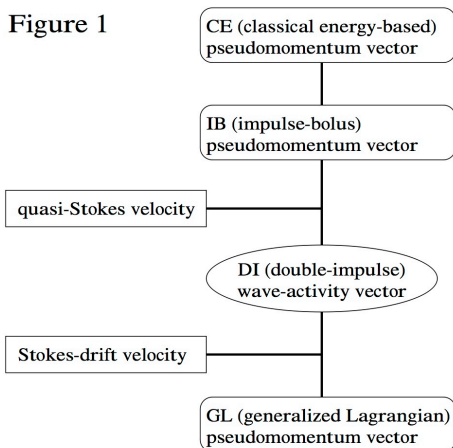 Figure 1
CE (classical energy-based)
pseudomomentum vector
IB (impulse-bolus)
pseudomomentum vector
quasi-Stokes velocity
DI (double-impulse)
wave-activity vector
Stokes-drift velocity
GL (generalized Lagrangian)
pseudomomentum vector